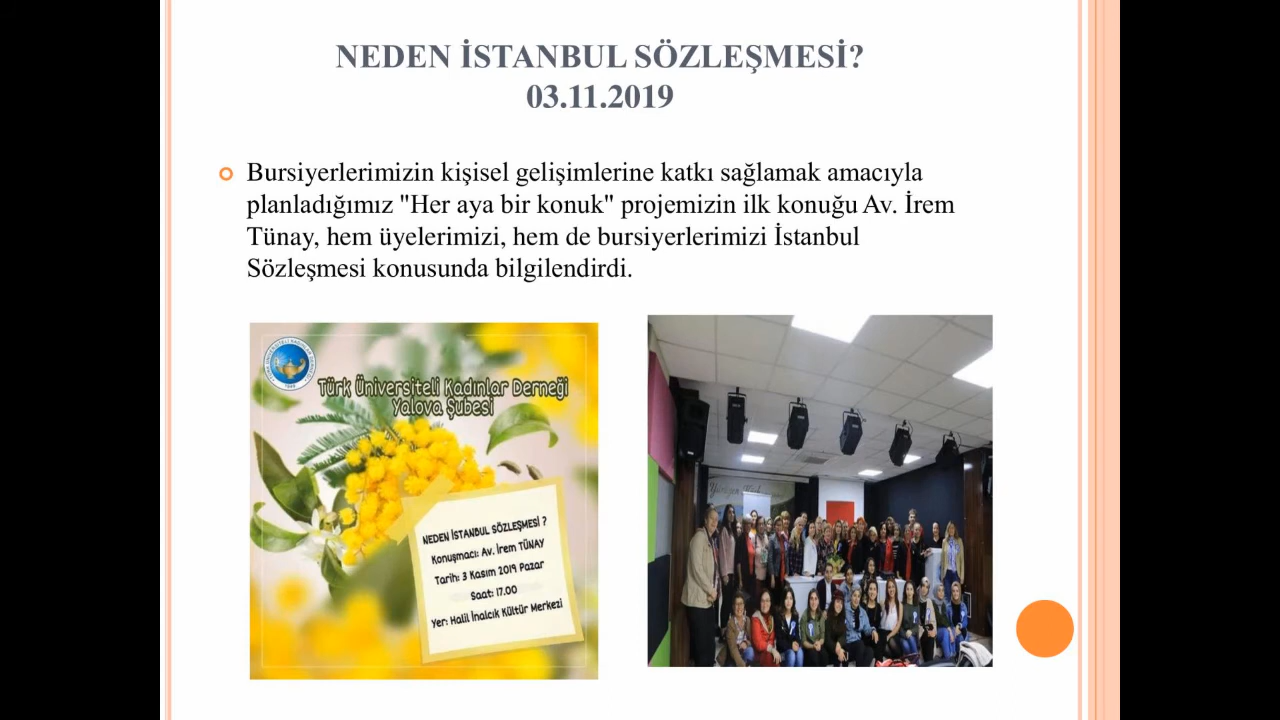 NEDEN İSTANBUL SÖZLEŞMESİ?
03.11.2019
Bursiyerlerimizin kişisel gelişimlerine katkı sağlamak amacıyla
planladığımız "Her aya bir konuk" projemizin ilk konuğu Av. İrem
Tünay, hem üyelerimizi, hem de bursiyerlerimizi İstanbul
Sözleşmesi konusunda bilgilendirdi.
Türk Üniversiteli Kadınlar Derneği
Yalova Şubesi
NEDEN İSTANBUL SÖZLEŞMESİ ?
Konuşmacı: Av. İrem TÜNAY
Tarih: 3 Kasım 2019 Pazar
Saat: 17.00
Yer: Halil İnalcık Kültür Merkezi